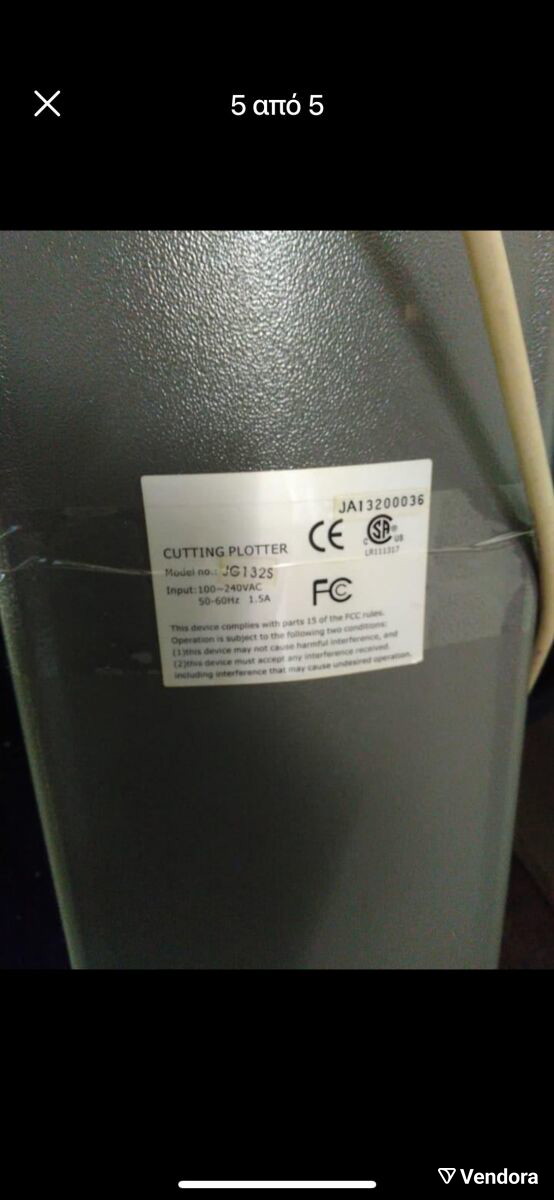 5 από 5
JA13200036
CE
CSA® C US
LR111317
CUTTING PLOTTER
Model no.: JG132S
FC
Input:100~240VAC
50-60Hz 1.5A
This device complies with parts 15 of the FCC rules.
Operation is subject to the following two conditions:
(1)this device may not cause harmful interference, and
(2)this device must accept any interference received,
including interference that may cause undesired operation.
Vendora